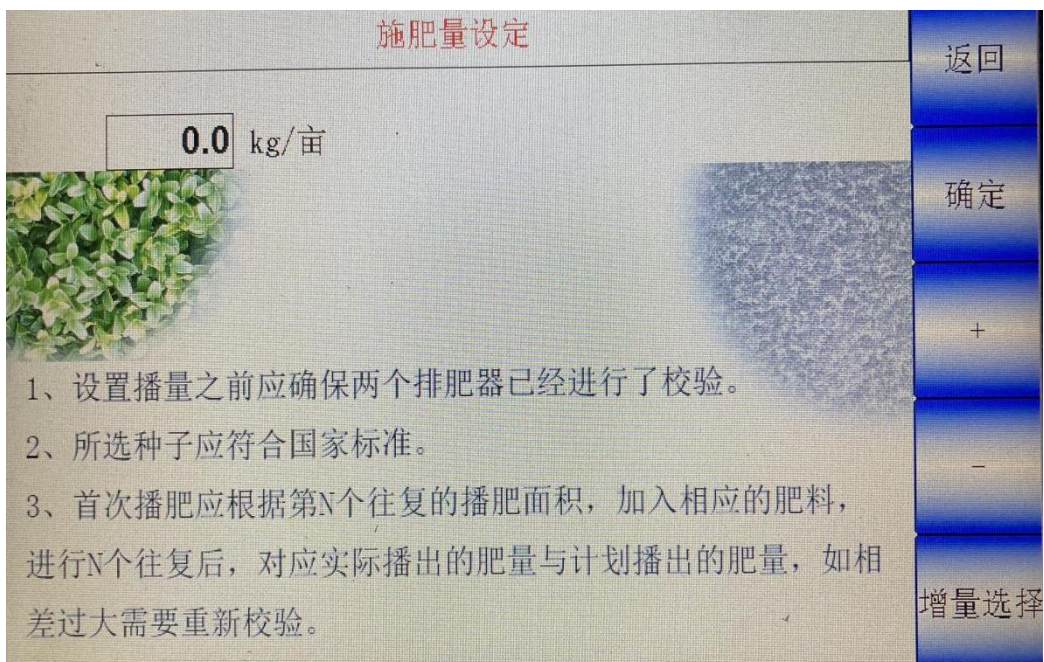 施肥量设定
返回
0.0 kg/亩
确定
+
-
1、设置播量之前应确保两个排肥器已经进行了校验。
2、所选种子应符合国家标准。
3、首次播肥应根据第N个往复的播肥面积，加入相应的肥料，
进行N个往复后，对应实际播出的肥量与计划播出的肥量，如相
差过大需要重新校验。
增量选择